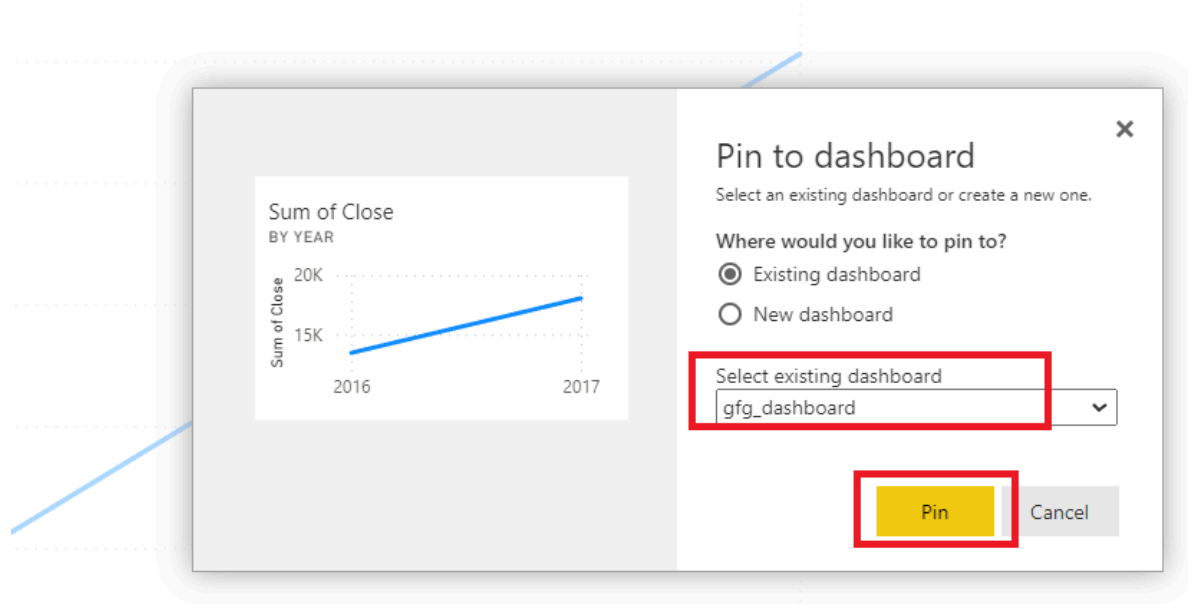 Sum of Close
BY YEAR
Sum of Close
20K
15K
2016 2017
Pin to dashboard
Select an existing dashboard or create a new one.
Where would you like to pin to?
Existing dashboard
New dashboard
Select existing dashboard
gfg_dashboard
Pin Cancel